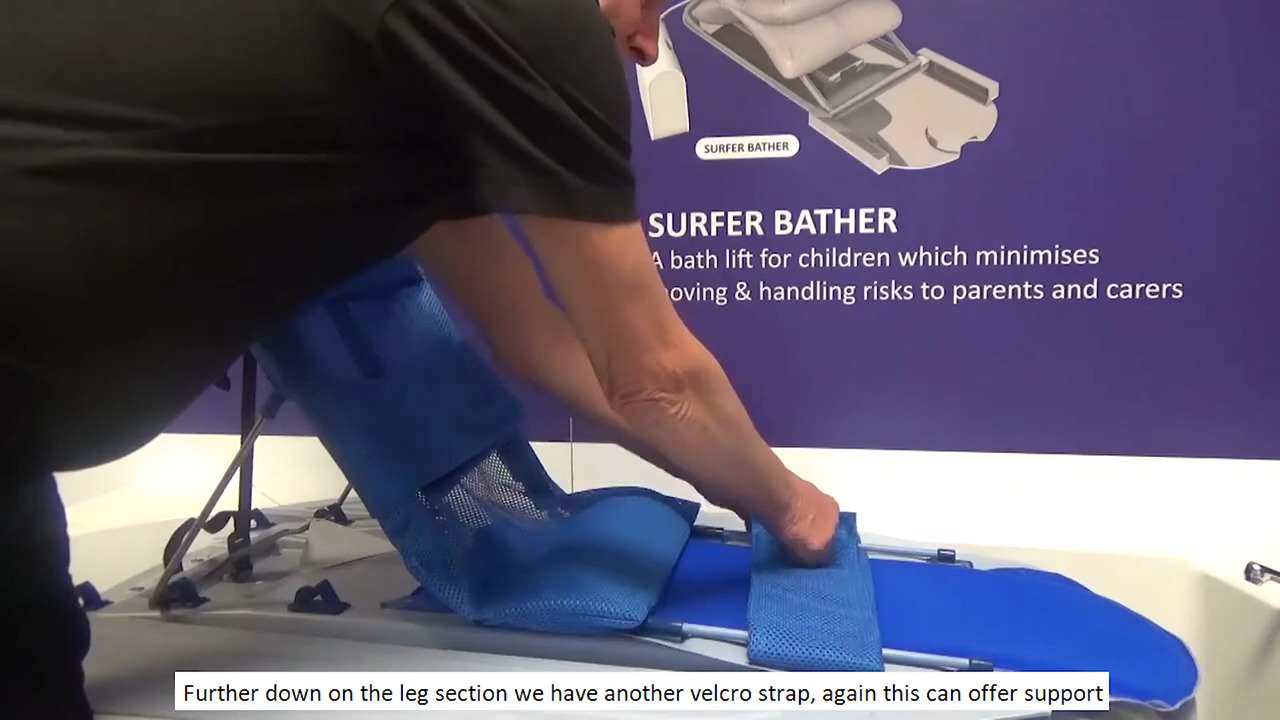 SURFER BATHER
SURFER BATHER
A bath lift for children which minimises
moving & handling risks to parents and carers
Further down on the leg section we have another velcro strap, again this can offer support